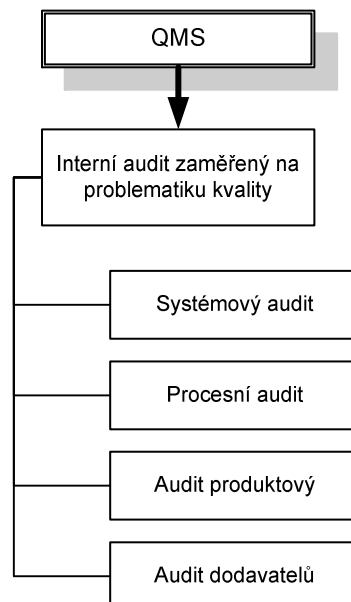 QMS
Interní audit zaměřený na
problematiku kvality
Systémový audit
Procesní audit
Audit produktový
Audit dodavatelů